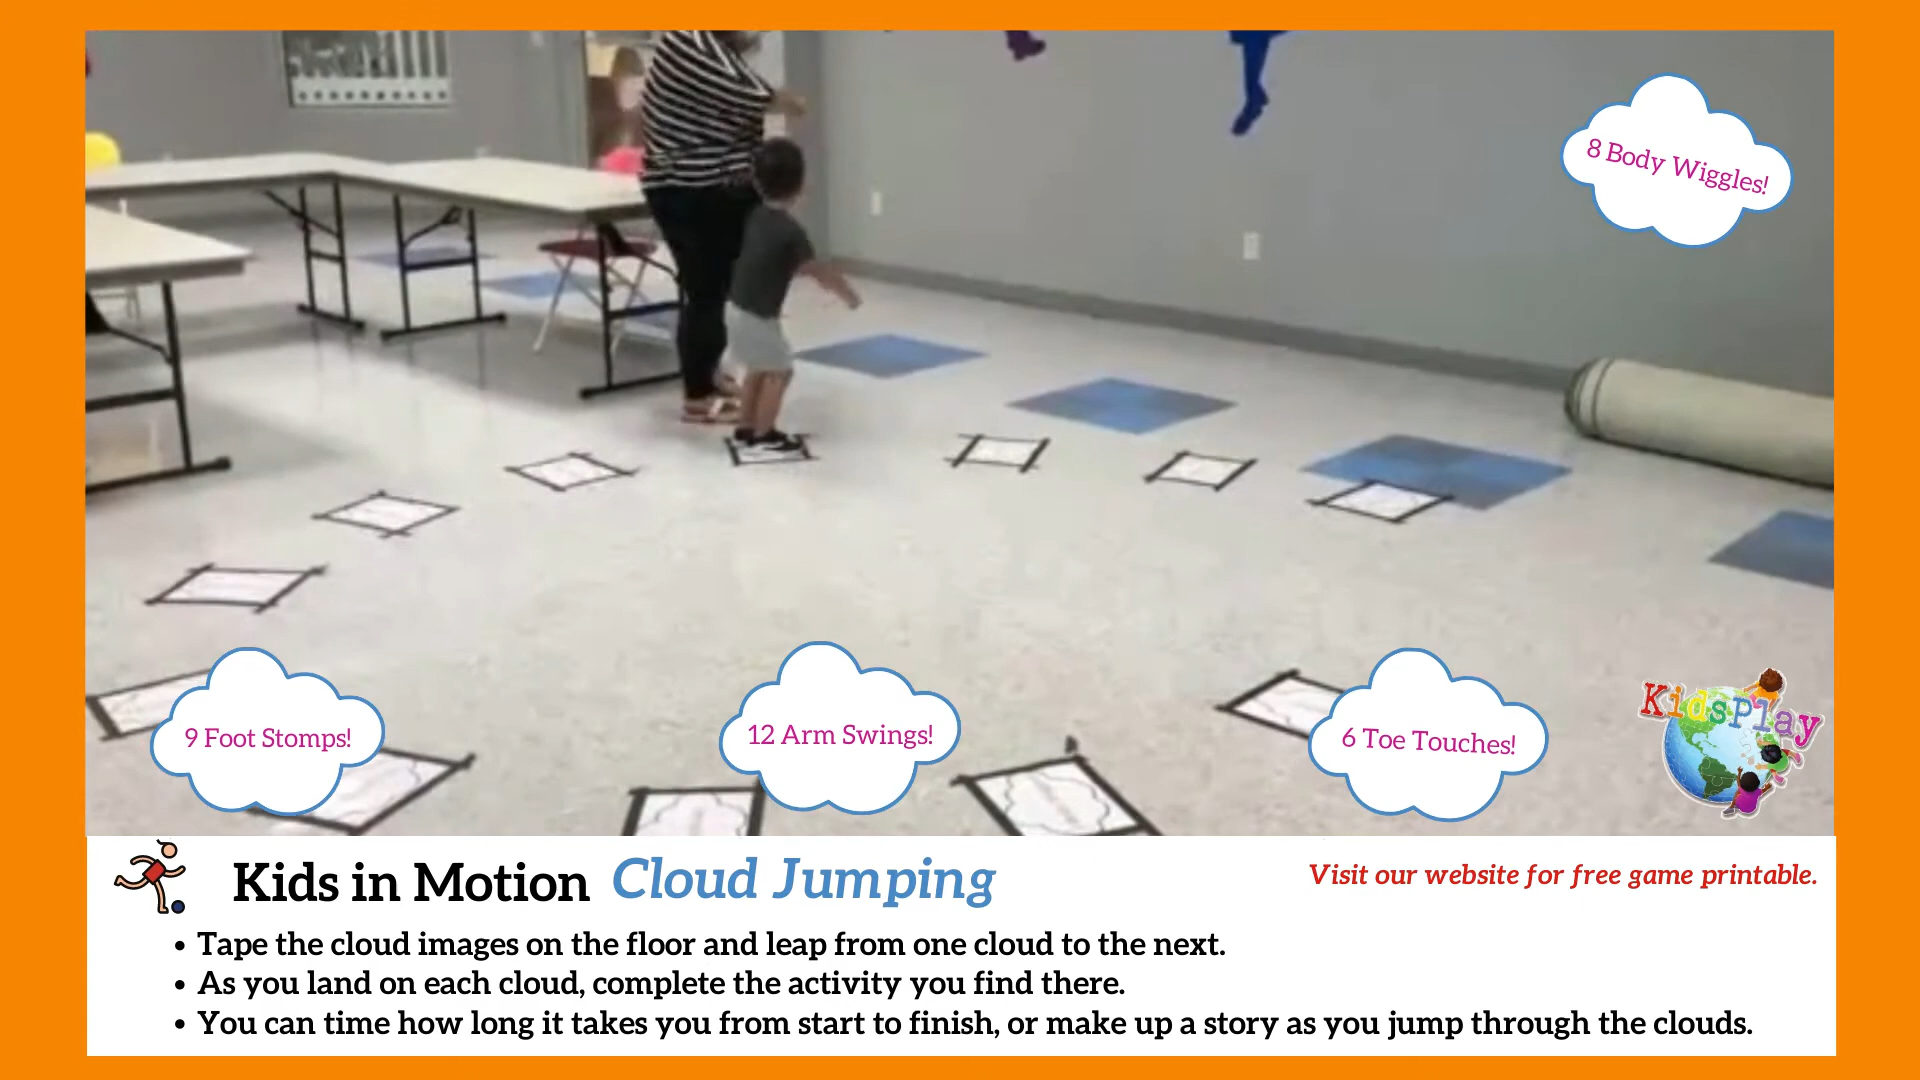 8 Body Wiggles!
9 Foot Stomps!
12 Arm Swings!
6 Toe Touches!
KidsPlay
Kids in Motion Cloud Jumping
Visit our website for free game printable.
• Tape the cloud images on the floor and leap from one cloud to the next.
• As you land on each cloud, complete the activity you find there.
• You can time how long it takes you from start to finish, or make up a story as you jump through the clouds.